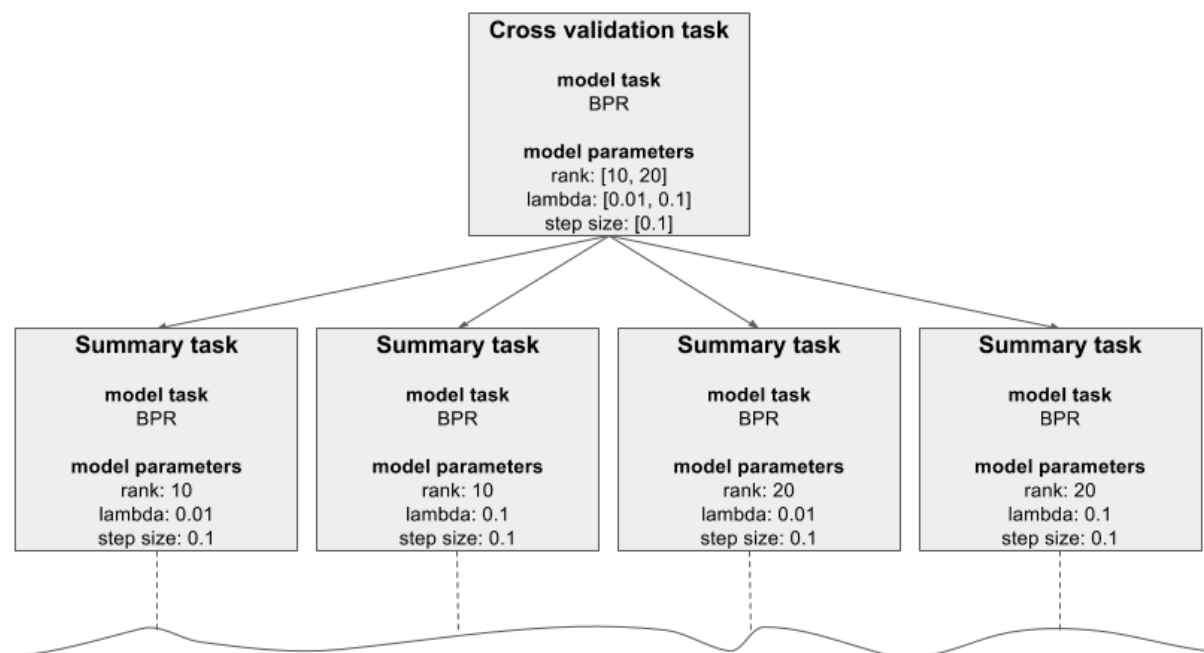 Cross validation task
model task
BPR
model parameters
rank: [10, 20]
lambda: [0.01, 0.1]
step size: [0.1]
Summary task
model task
BPR
model parameters
rank: 10
lambda: 0.01
step size: 0.1
Summary task
model task
BPR
model parameters
rank: 10
lambda: 0.1
step size: 0.1
Summary task
model task
BPR
model parameters
rank: 20
lambda: 0.01
step size: 0.1
Summary task
model task
BPR
model parameters
rank: 20
lambda: 0.1
step size: 0.1